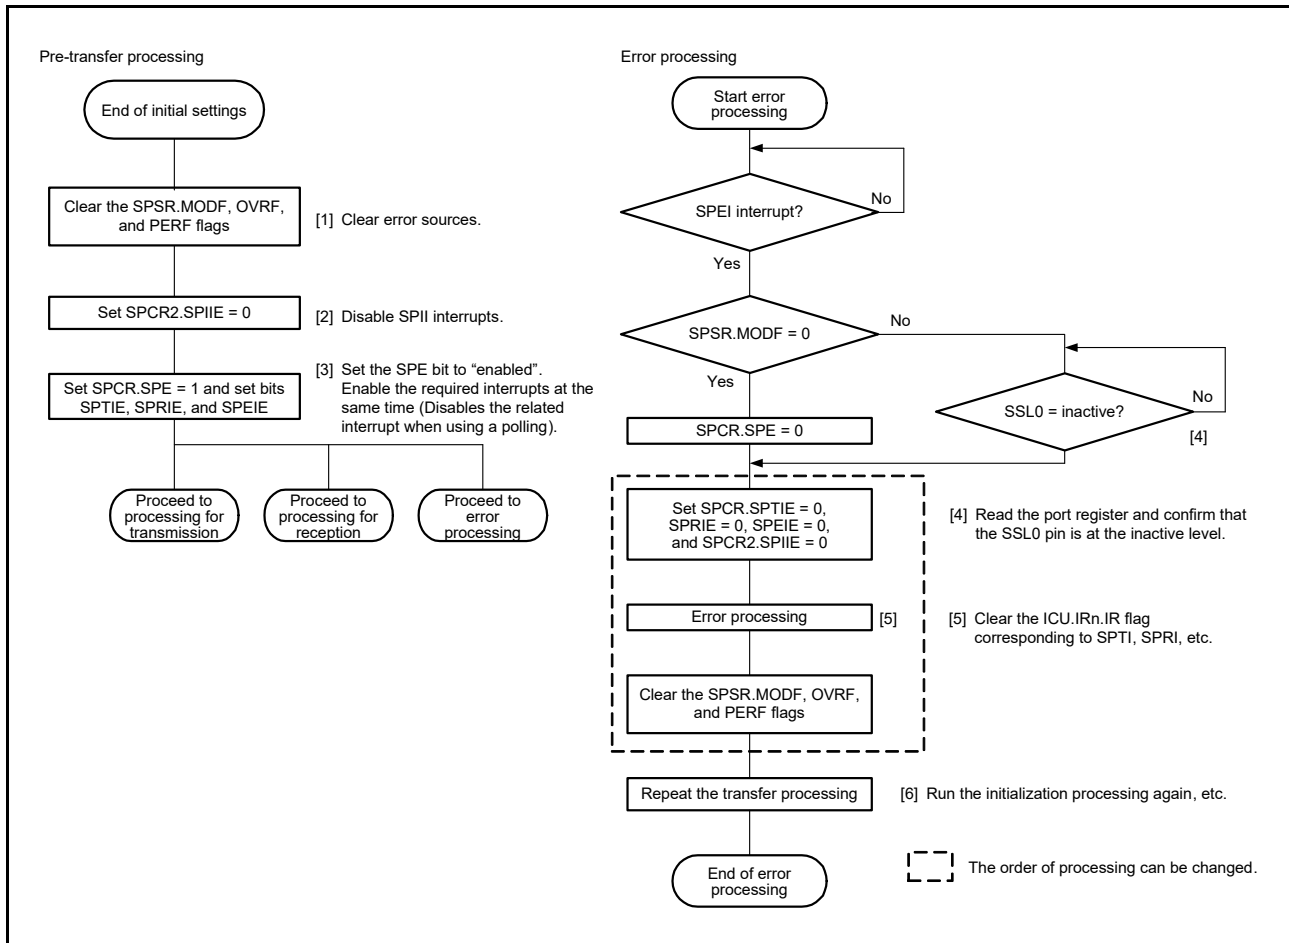 Pre-transfer processing
End of initial settings
Clear the SPSR.MODF, OVRF,
and PERF flags
[1] Clear error sources.
Set SPCR2.SPIIE = 0
[2] Disable SPII interrupts.
Set SPCR.SPE = 1 and set bits
SPTIE, SPRIE, and SPEIE
[3] Set the SPE bit to “enabled”.
Enable the required interrupts at the
same time (Disables the related
interrupt when using a polling).
Proceed to
processing for
transmission
Proceed to
processing for
reception
Proceed to
error
processing
Error processing
Start error
processing
SPEI interrupt?
No
Yes
SPSR.MODF = 0
No
Yes
SSL0 = inactive?
No
[4]
SPCR.SPE = 0
Set SPCR.SPTIE = 0,
SPRIE = 0, SPEIE = 0,
and SPCR2.SPIIE = 0
[4] Read the port register and confirm that
the SSL0 pin is at the inactive level.
Error processing
[5]
[5] Clear the ICU.IRn.IR flag
corresponding to SPTI, SPRI, etc.
Clear the SPSR.MODF, OVRF,
and PERF flags
Repeat the transfer processing
[6] Run the initialization processing again, etc.
End of error
processing
The order of processing can be changed.